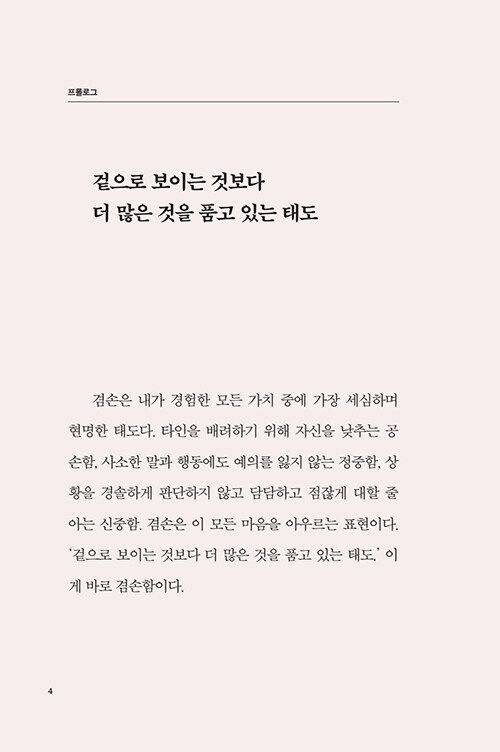 프롤로그
겉으로 보이는 것보다
더 많은 것을 품고 있는 태도
겸손은 내가 경험한 모든 가치 중에 가장 세심하며
현명한 태도다. 타인을 배려하기 위해 자신을 낮추는 공
손함, 사소한 말과 행동에도 예의를 잃지 않는 정중함, 상
황을 경솔하게 판단하지 않고 담담하고 점잖게 대할 줄
아는 신중함. 겸손은 이 모든 마음을 아우르는 표현이다.
‘겉으로 보이는 것보다 더 많은 것을 품고 있는 태도.’ 이
게 바로 겸손함이다.
4